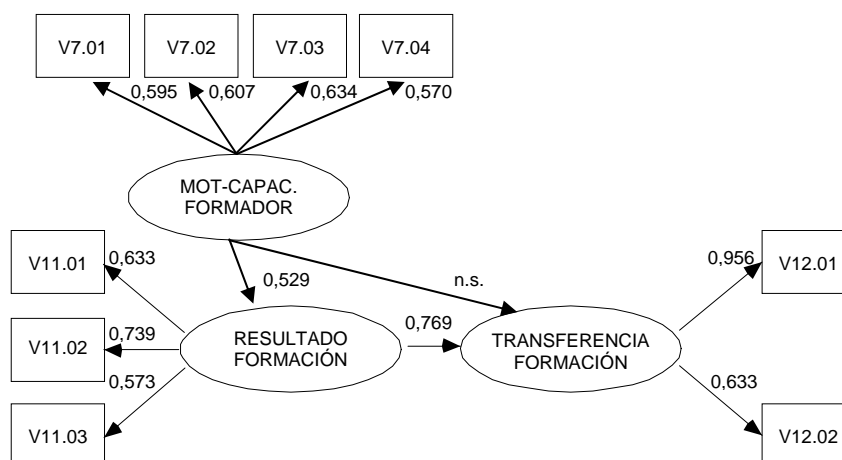 V7.01 V7.02 V7.03 V7.04
0,595 0,607 0,634 0,570
MOT-CAPAC.
FORMADOR
V11.01 0,633 0,529 n.s. 0,956 V12.01
V11.02 0,739
RESULTADO
FORMACIÓN
0,769
TRANSFERENCIA
FORMACIÓN
0,573 0,633
V11.03 V12.02